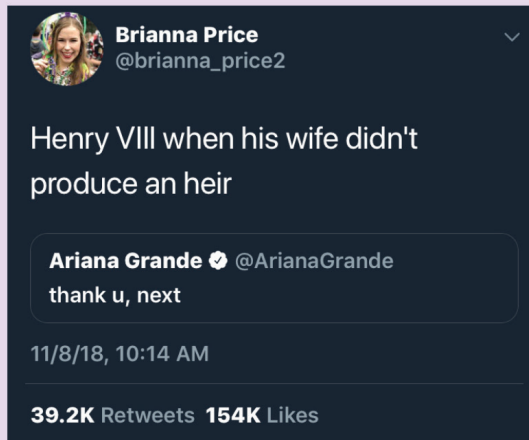 Brianna Price
@brianna_price2
Henry VIII when his wife didn't
produce an heir
Ariana Grande @ArianaGrande
thank u, next
11/8/18, 10:14 AM
39.2K Retweets 154K Likes